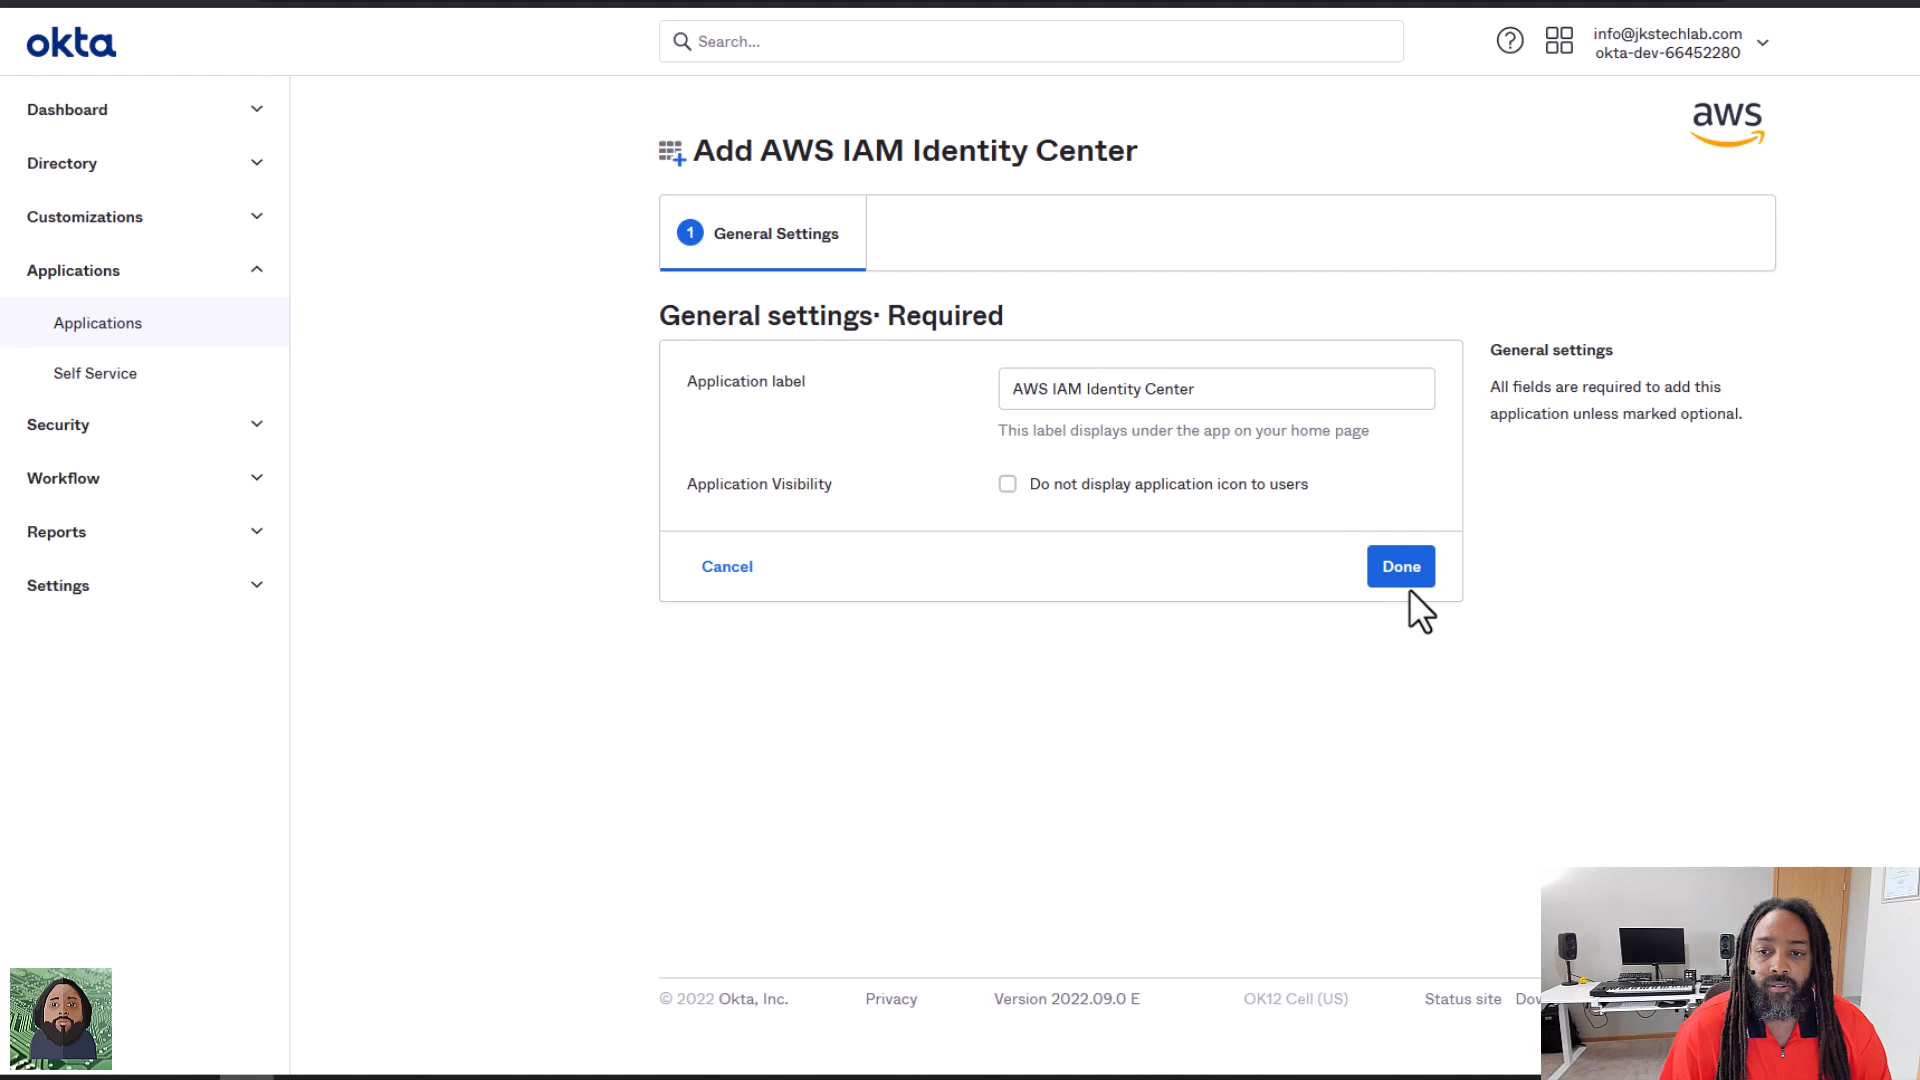 okta
Search...
info@jkstechlab.com
okta-dev-66452280
Dashboard
Directory
Customizations
Applications
Applications
Self Service
Security
Workflow
Reports
Settings
aws
Add AWS IAM Identity Center
1 General Settings
General settings· Required
Application label
AWS IAM Identity Center
This label displays under the app on your home page
Application Visibility
Do not display application icon to users
Cancel
Done
General settings
All fields are required to add this
application unless marked optional.
© 2022 Okta, Inc. Privacy Version 2022.09.0 E OK12 Cell (US) Status site